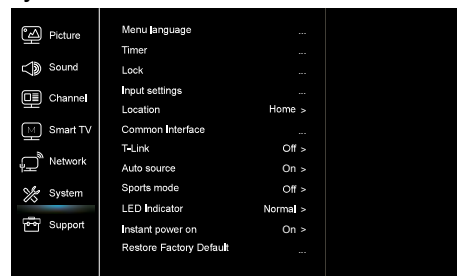 Picture
Sound
Channel
M Smart TV
Network
System
Support
Menu language ...
Timer ...
Lock ...
Input settings ...
Location Home >
Common Interface ...
T-Link Off >
Auto source On >
Sports mode Off >
LED Indicator Normal >
Instant power on On >
Restore Factory Default ...